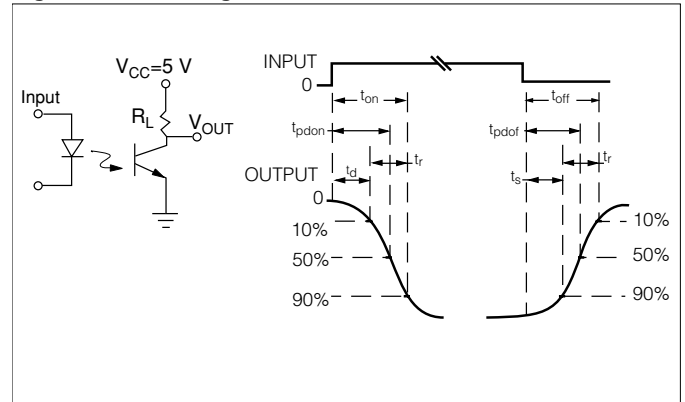 VCC=5 V
Input
RL
VOUT
INPUT
0
ton
toff
tpdon
tpdof
td
tr
ts
tr
OUTPUT
0
10%
50%
90%
10%
50%
90%